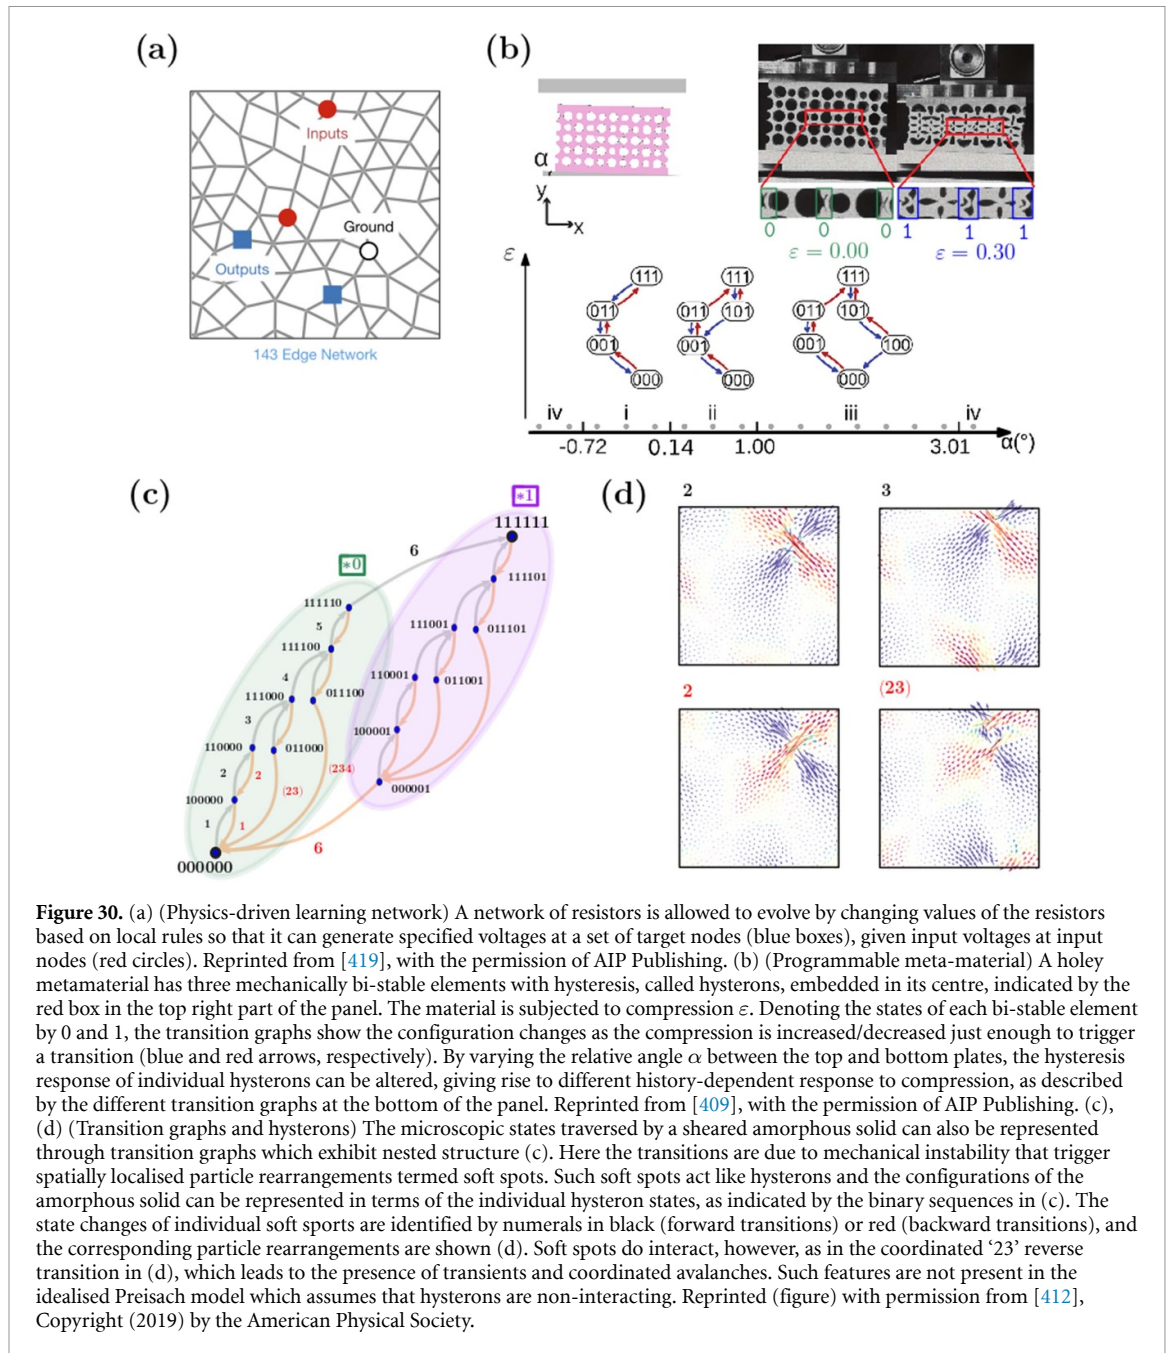 (a)
Inputs
Ground
Outputs
143 Edge Network
(b)
α
y
x
0 0 0
1 1 1
ε = 0.00
ε = 0.30
ε
111
011
001
000
111
011 101
001
000
111
011 101
001 100
000
iv i ii iii iv
-0.72 0.14 1.00 3.01 α(°)
(c)
*1
111111
6
*0
111101
111110
5
111001
011101
111100
4
110001
011001
111000
011100
3
100001
110000
011000
2
2
(23)
(234)
000001
100000
1
1
6
000000
(d)
2
3
2
(23)
Figure 30. (a) (Physics-driven learning network) A network of resistors is allowed to evolve by changing values of the resistors
based on local rules so that it can generate specified voltages at a set of target nodes (blue boxes), given input voltages at input
nodes (red circles). Reprinted from [419], with the permission of AIP Publishing. (b) (Programmable meta-material) A holey
metamaterial has three mechanically bi-stable elements with hysteresis, called hysterons, embedded in its centre, indicated by the
red box in the top right part of the panel. The material is subjected to compression ε. Denoting the states of each bi-stable element
by 0 and 1, the transition graphs show the configuration changes as the compression is increased/decreased just enough to trigger
a transition (blue and red arrows, respectively). By varying the relative angle α between the top and bottom plates, the hysteresis
response of individual hysterons can be altered, giving rise to different history-dependent response to compression, as described
by the different transition graphs at the bottom of the panel. Reprinted from [409], with the permission of AIP Publishing. (c),
(d) (Transition graphs and hysterons) The microscopic states traversed by a sheared amorphous solid can also be represented
through transition graphs which exhibit nested structure (c). Here the transitions are due to mechanical instability that trigger
spatially localised particle rearrangements termed soft spots. Such soft spots act like hysterons and the configurations of the
amorphous solid can be represented in terms of the individual hysteron states, as indicated by the binary sequences in (c). The
state changes of individual soft sports are identified by numerals in black (forward transitions) or red (backward transitions), and
the corresponding particle rearrangements are shown (d). Soft spots do interact, however, as in the coordinated ‘23’ reverse
transition in (d), which leads to the presence of transients and coordinated avalanches. Such features are not present in the
idealised Preisach model which assumes that hysterons are non-interacting. Reprinted (figure) with permission from [412],
Copyright (2019) by the American Physical Society.